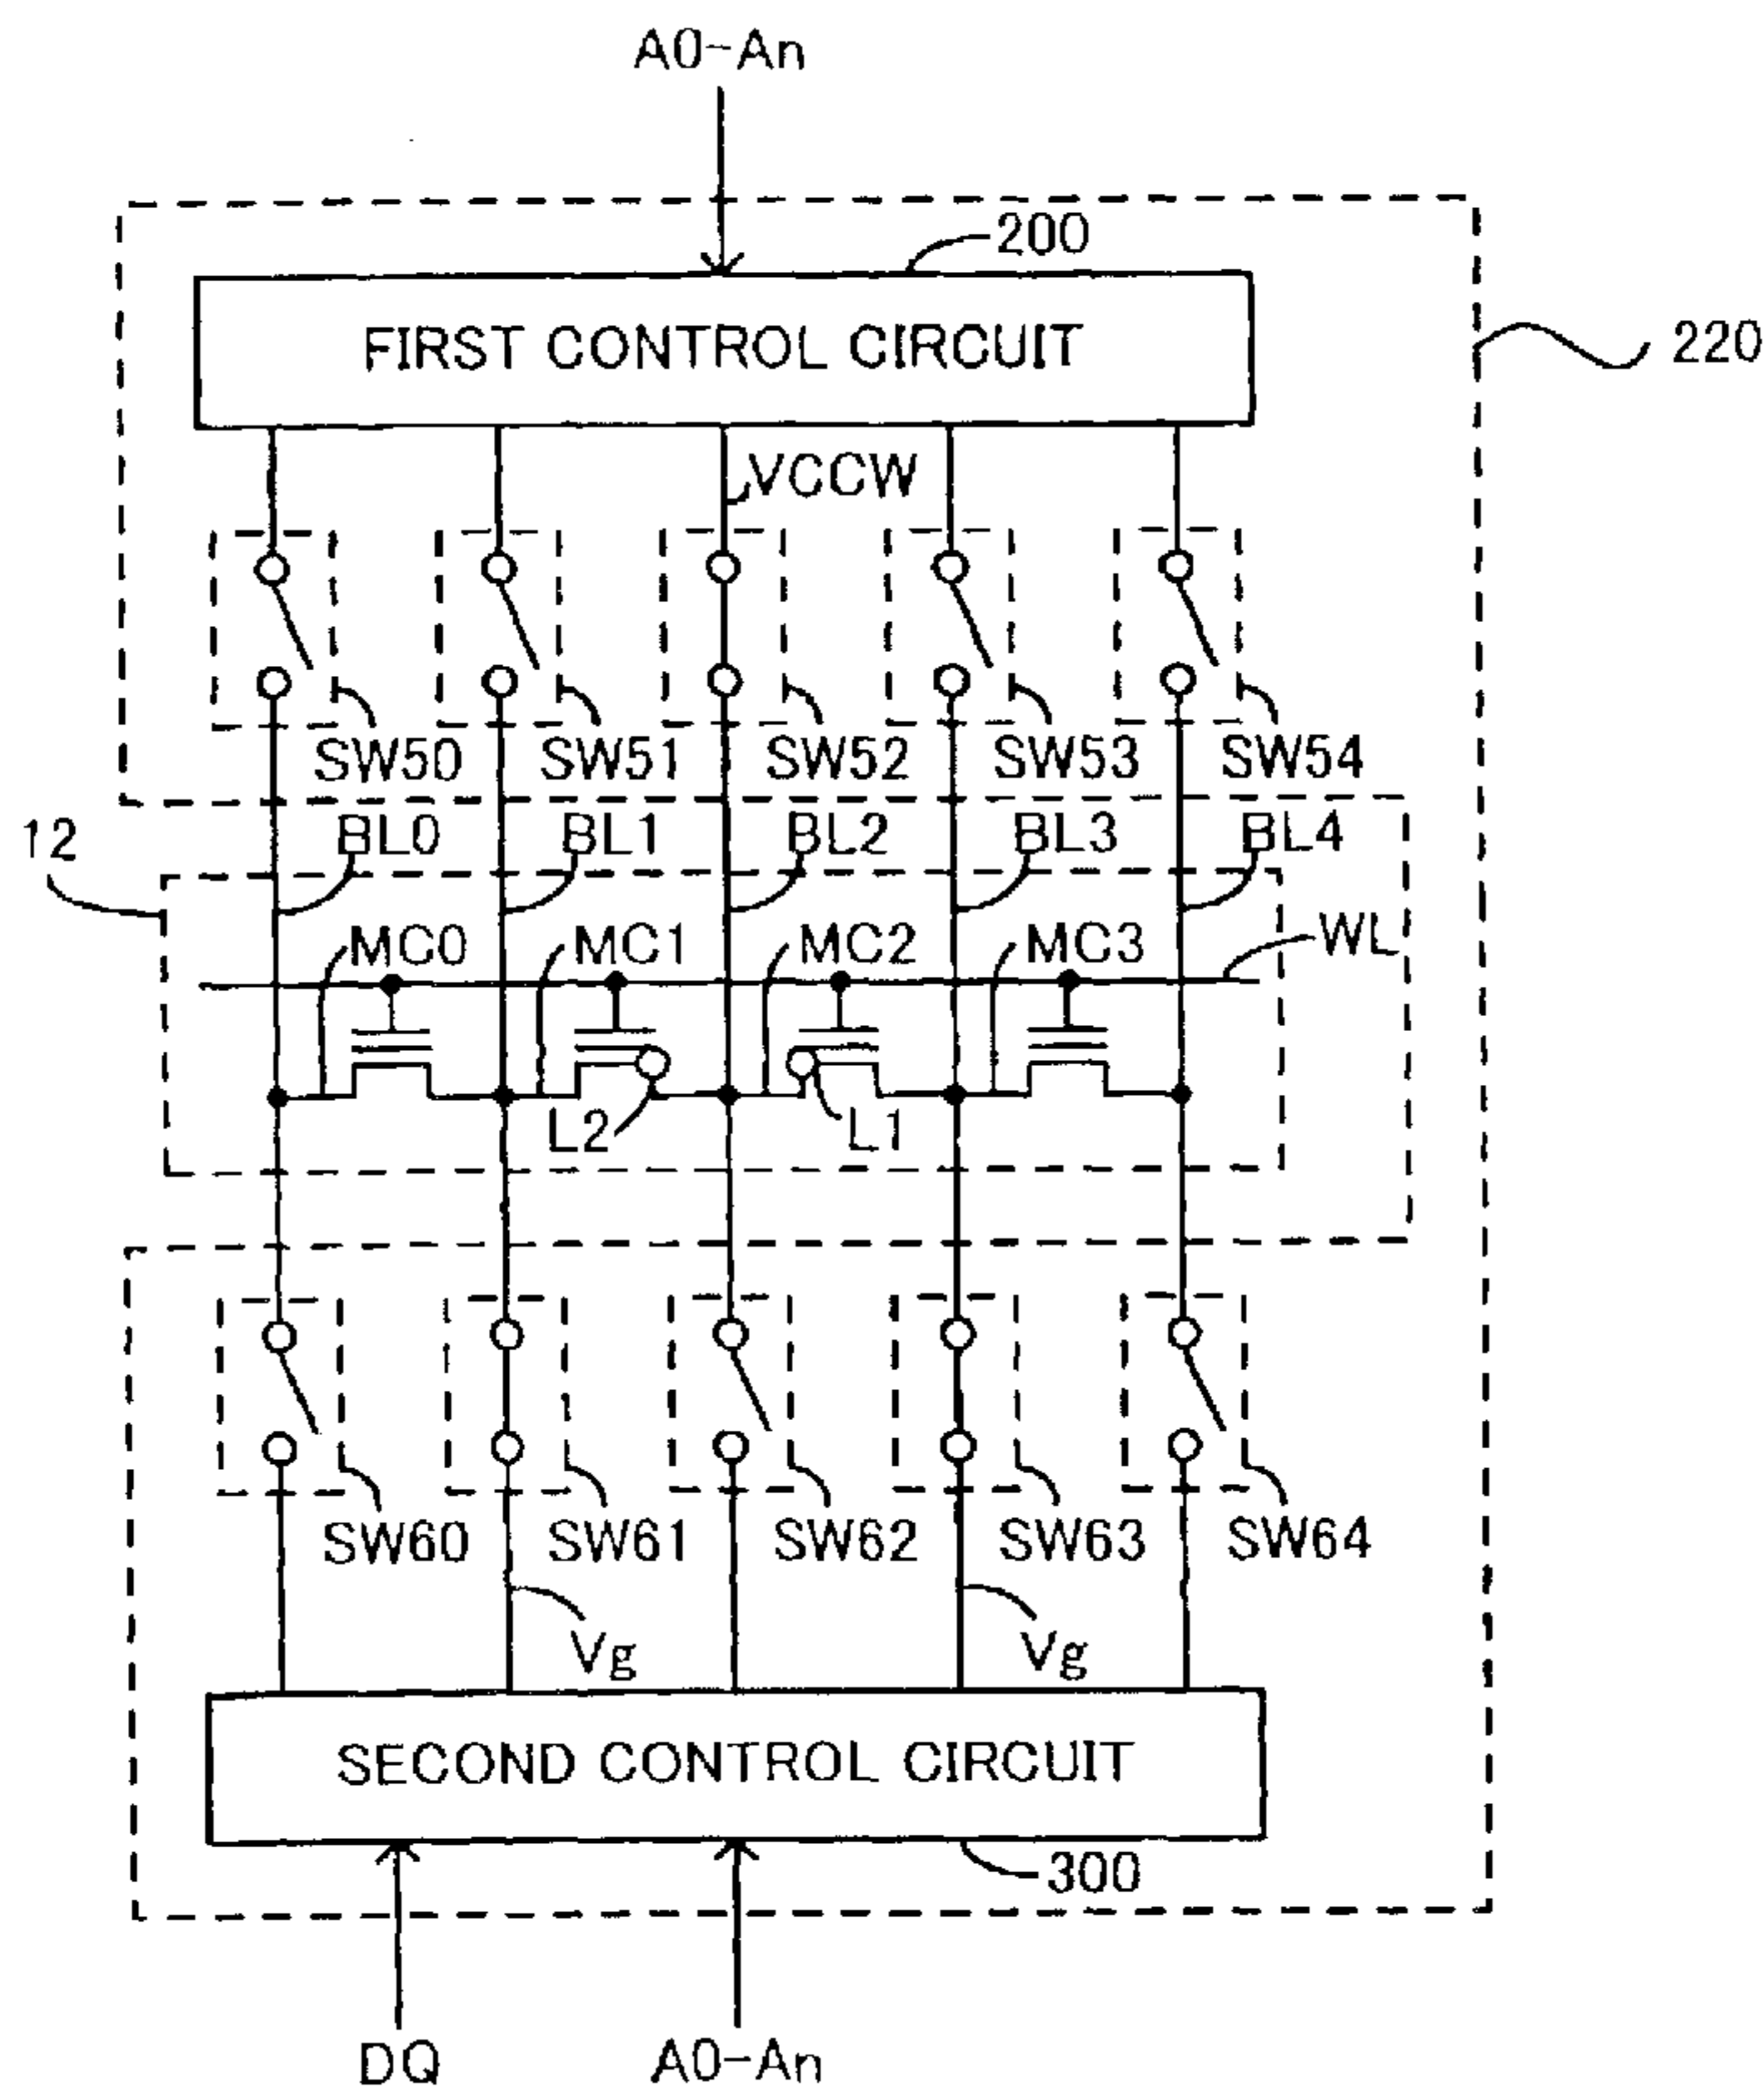 A0-An
200
FIRST CONTROL CIRCUIT
220
VCCW
SW50 SW51 SW52 SW53 SW54
12 BL0 BL1 BL2 BL3 BL4
MC0 MC1 MC2 MC3 WL
L2 L1
SW60 SW61 SW62 SW63 SW64
Vg Vg
SECOND CONTROL CIRCUIT
300
DQ A0-An